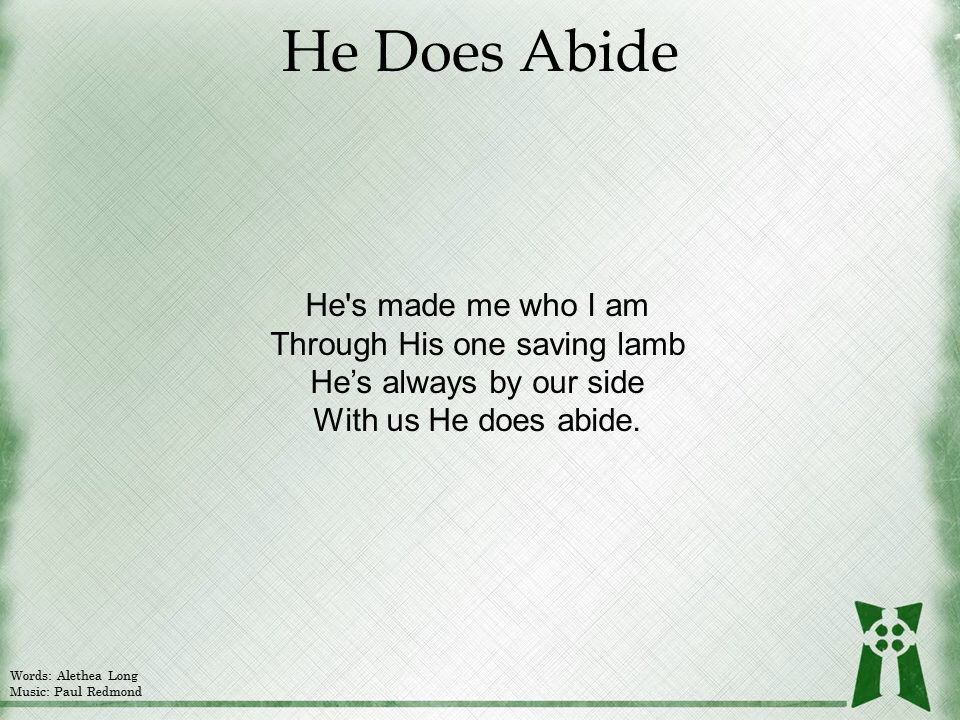 He Does Abide
He's made me who I am
Through His one saving lamb
He’s always by our side
With us He does abide.
Words: Alethea Long
Music: Paul Redmond